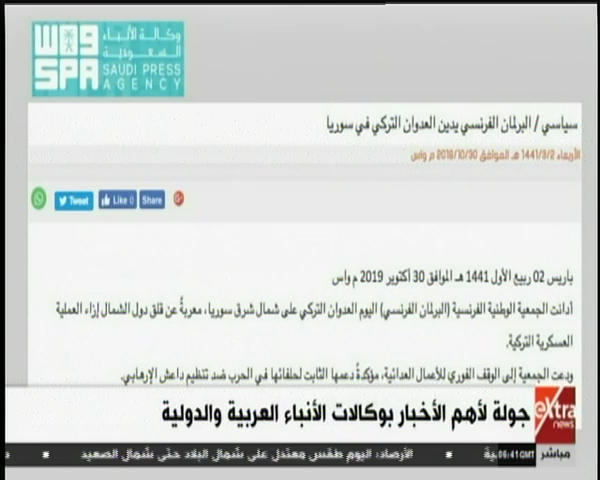 وكالة الأنباء
السعودية
واس
SPA
SAUDI PRESS
AGENCY
سياسي / البرلمان الفرنسي يدين العدوان التركي في سوريا
الأربعاء 1441/3/2 هـ الموافق 2019/10/30 م واس
Tweet
Like 0
Share
باريس 02 ربيع الأول 1441 هـ الموافق 30 أكتوبر 2019 م واس
أدانت الجمعية الوطنية الفرنسية (البرلمان الفرنسي) اليوم العدوان التركي على شمال شرق سوريا، معربةً عن قلق دول الشمال إزاء العملية
العسكرية التركية.
ودعت الجمعية إلى الوقف الفوري للأعمال العدائية، مؤكدةً دعمها الثابت لحلفائها في الحرب ضد تنظيم داعش الإرهابي.
جولة لأهم الأخبار بوكالات الأنباء العربية والدولية
eXtra
news
مباشر
06:41 GMT
الأرصاد: اليوم طقس معتدل على شمال البلاد حتى شمال الصعيد